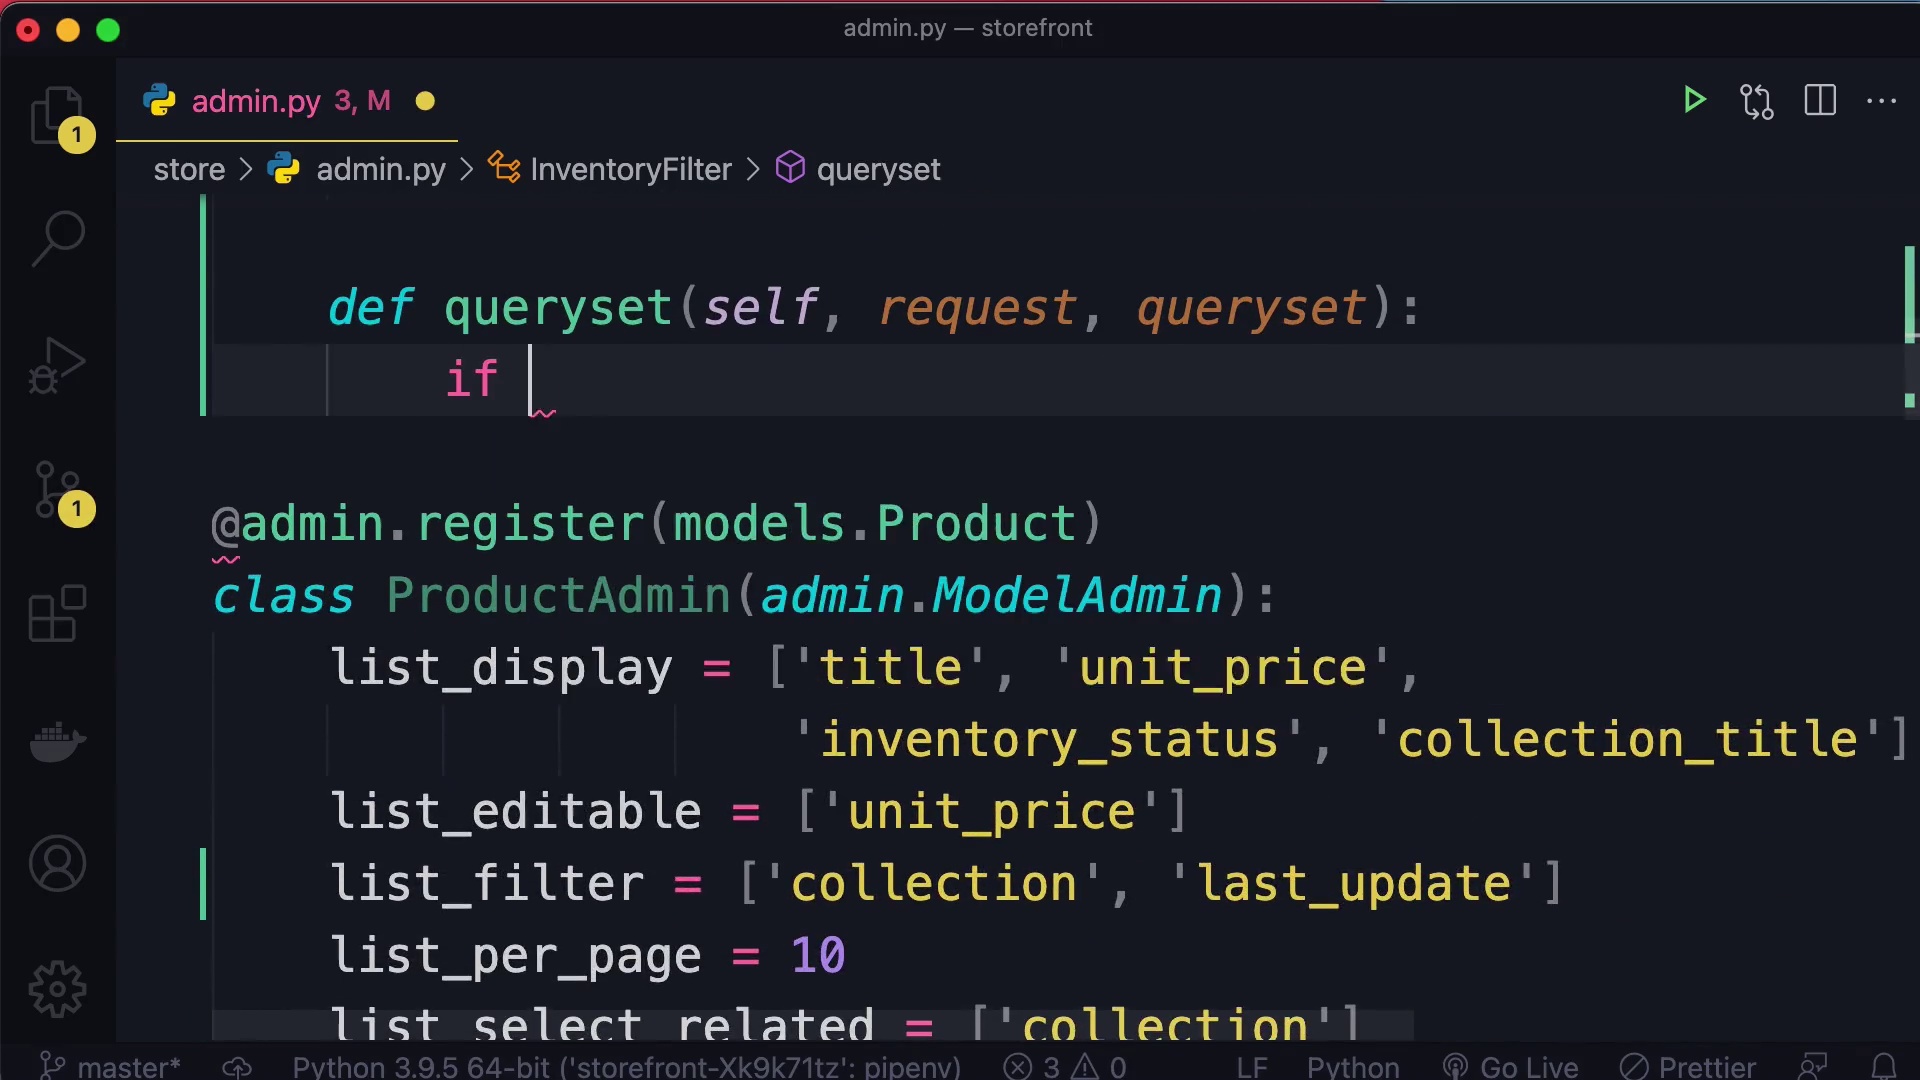 admin.py — storefront
admin.py 3, M
1
store > admin.py > InventoryFilter > queryset
def queryset(self, request, queryset):
if
1
@admin.register(models.Product)
class ProductAdmin(admin.ModelAdmin):
list_display = ['title', 'unit_price',
'inventory_status', 'collection_title']
list_editable = ['unit_price']
list_filter = ['collection', 'last_update']
list_per_page = 10
list_select_related = ['collection']
master* Python 3.9.5 64-bit ('storefront-Xk9k71tz': pipenv) 3 0 LF Python Go Live Prettier